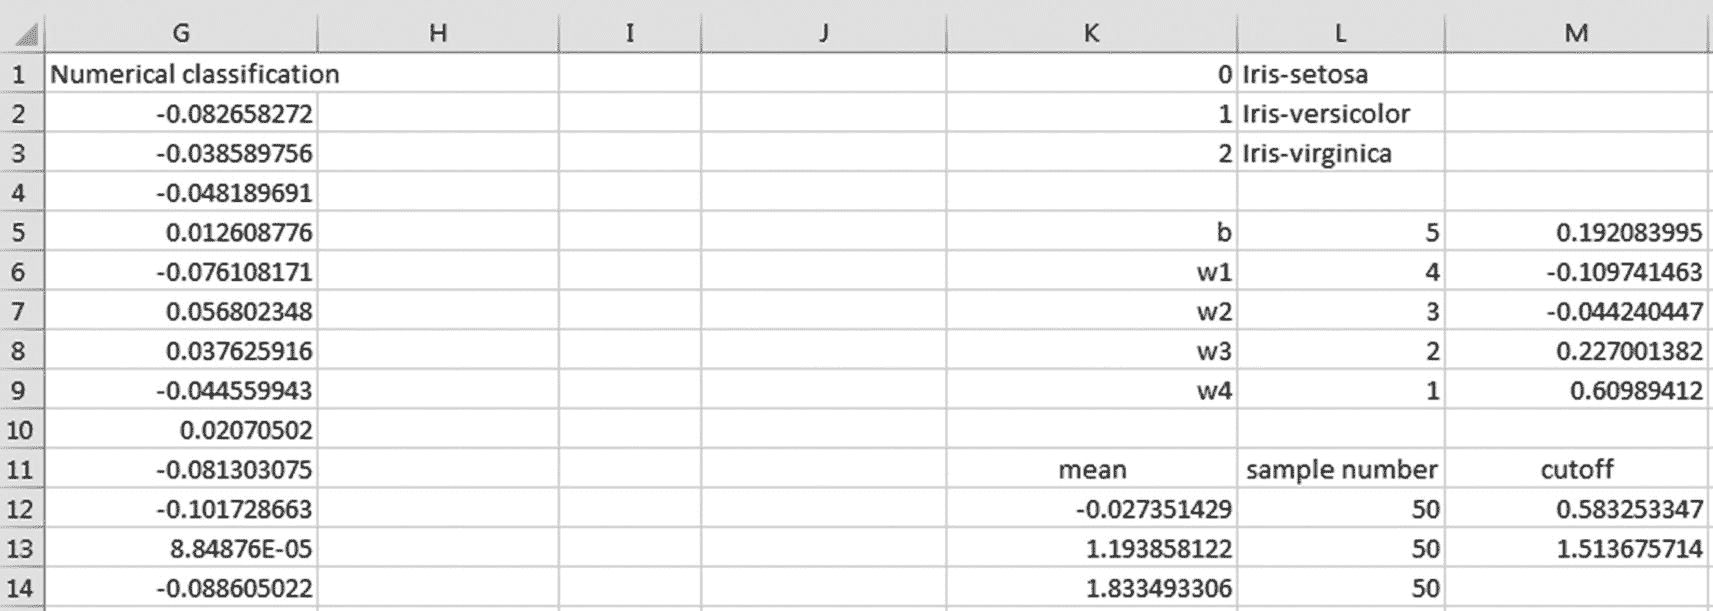 G H I J K L M
1 Numerical classification 0 Iris-setosa
2 -0.082658272 1 Iris-versicolor
3 -0.038589756 2 Iris-virginica
4 -0.048189691
5 0.012608776 b 5 0.192083995
6 -0.076108171 w1 4 -0.109741463
7 0.056802348 w2 3 -0.044240447
8 0.037625916 w3 2 0.227001382
9 -0.044559943 w4 1 0.60989412
10 0.02070502
11 -0.081303075 mean sample number cutoff
12 -0.101728663 -0.027351429 50 0.583253347
13 8.84876E-05 1.193858122 50 1.513675714
14 -0.088605022 1.833493306 50